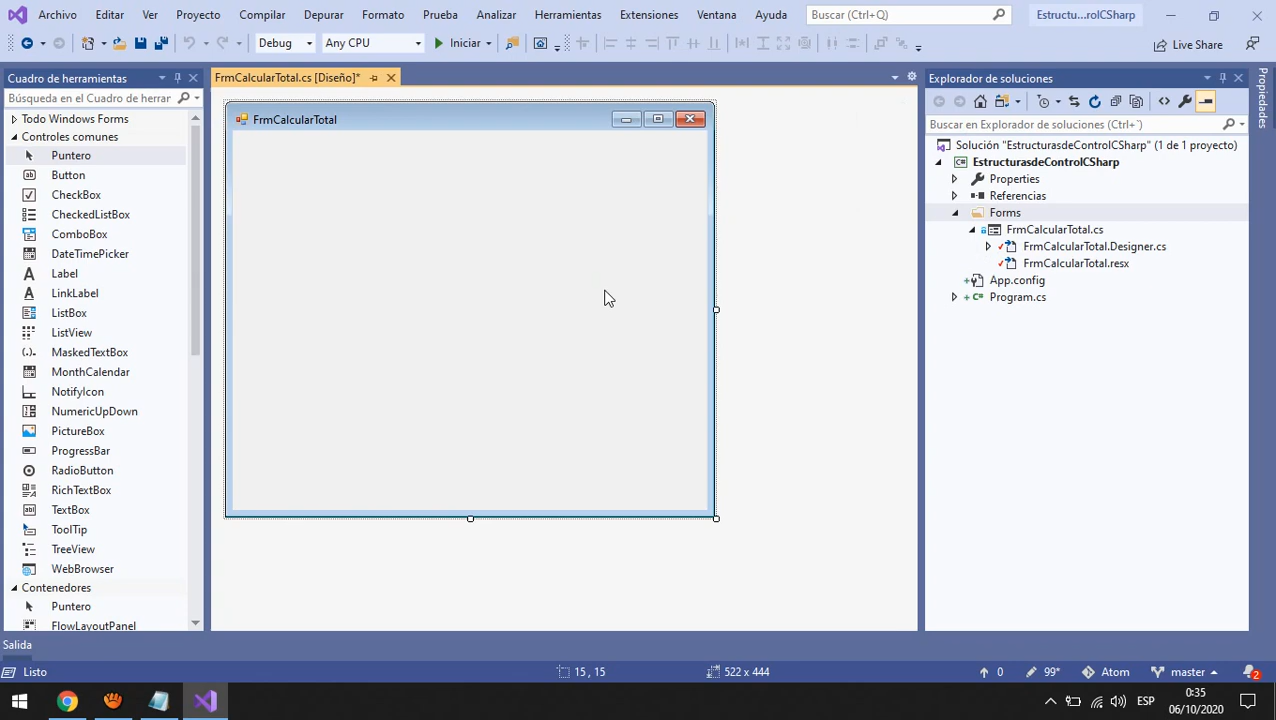 Archivo Editar Ver Proyecto Compilar Depurar Formato Prueba Analizar Herramientas Extensiones Ventana Ayuda Buscar (Ctrl+Q) Estructu...rolCSharp
Debug Any CPU Iniciar Live Share
Cuadro de herramientas
Búsqueda en el Cuadro de herrar
Todo Windows Forms
Controles comunes
Puntero
Button
CheckBox
CheckedListBox
ComboBox
DateTimePicker
Label
LinkLabel
ListBox
ListView
MaskedTextBox
MonthCalendar
NotifyIcon
NumericUpDown
PictureBox
ProgressBar
RadioButton
RichTextBox
TextBox
ToolTip
TreeView
WebBrowser
Contenedores
Puntero
FlowLayoutPanel
FrmCalcularTotal.cs [Diseño]*
FrmCalcularTotal
Explorador de soluciones
Buscar en Explorador de soluciones (Ctrl+`)
Solución "EstructurasdeControlCSharp" (1 de 1 proyecto)
EstructurasdeControlCSharp
Properties
Referencias
Forms
FrmCalcularTotal.cs
FrmCalcularTotal.Designer.cs
FrmCalcularTotal.resx
App.config
Program.cs
Propiedades
Salida
Listo 15 , 15 522 x 444 0 99* Atom master 2
ESP
0:35
06/10/2020